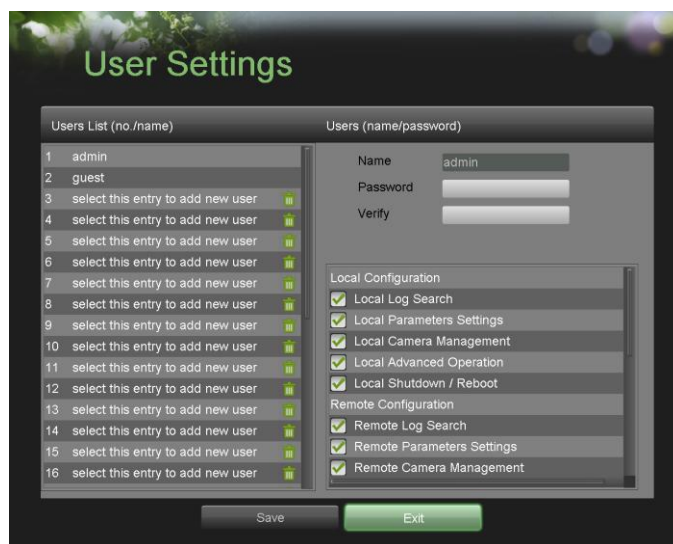 User Settings
Users List (no./name)
Users (name/password)
1 admin
2 guest
3 select this entry to add new user
4 select this entry to add new user
5 select this entry to add new user
6 select this entry to add new user
7 select this entry to add new user
8 select this entry to add new user
9 select this entry to add new user
10 select this entry to add new user
11 select this entry to add new user
12 select this entry to add new user
13 select this entry to add new user
14 select this entry to add new user
15 select this entry to add new user
16 select this entry to add new user
Name admin
Password
Verify
Local Configuration
Local Log Search
Local Parameters Settings
Local Camera Management
Local Advanced Operation
Local Shutdown / Reboot
Remote Configuration
Remote Log Search
Remote Parameters Settings
Remote Camera Management
Save
Exit